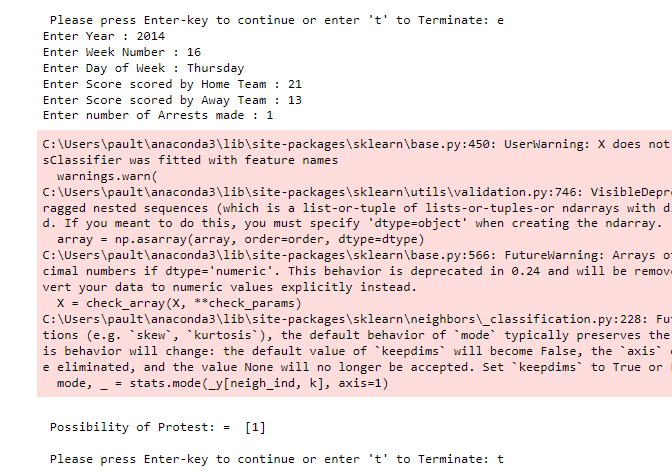 Please press Enter-key to continue or enter 't' to Terminate: e
Enter Year : 2014
Enter Week Number : 16
Enter Day of Week : Thursday
Enter Score scored by Home Team : 21
Enter Score scored by Away Team : 13
Enter number of Arrests made : 1
C:\Users\pault\anaconda3\lib\site-packages\sklearn\base.py:450: UserWarning: X does not
sClassifier was fitted with feature names
warnings.warn(
C:\Users\pault\anaconda3\lib\site-packages\sklearn\utils\validation.py:746: VisibleDepr
ragged nested sequences (which is a list-or-tuple of lists-or-tuples-or ndarrays with d
d. If you meant to do this, you must specify 'dtype=object' when creating the ndarray.
array = np.asarray(array, order=order, dtype=dtype)
C:\Users\pault\anaconda3\lib\site-packages\sklearn\base.py:566: FutureWarning: Arrays o
cimal numbers if dtype='numeric'. This behavior is deprecated in 0.24 and will be remov
vert your data to numeric values explicitly instead.
X = check_array(X, **check_params)
C:\Users\pault\anaconda3\lib\site-packages\sklearn\neighbors\_classification.py:228: Fu
tions (e.g. `skew`, `kurtosis`), the default behavior of `mode` typically preserves the
is behavior will change: the default value of `keepdims` will become False, the `axis`
e eliminated, and the value None will no longer be accepted. Set `keepdims` to True or
mode, _ = stats.mode(_y[neigh_ind, k], axis=1)
Possibility of Protest: = [1]
Please press Enter-key to continue or enter 't' to Terminate: t